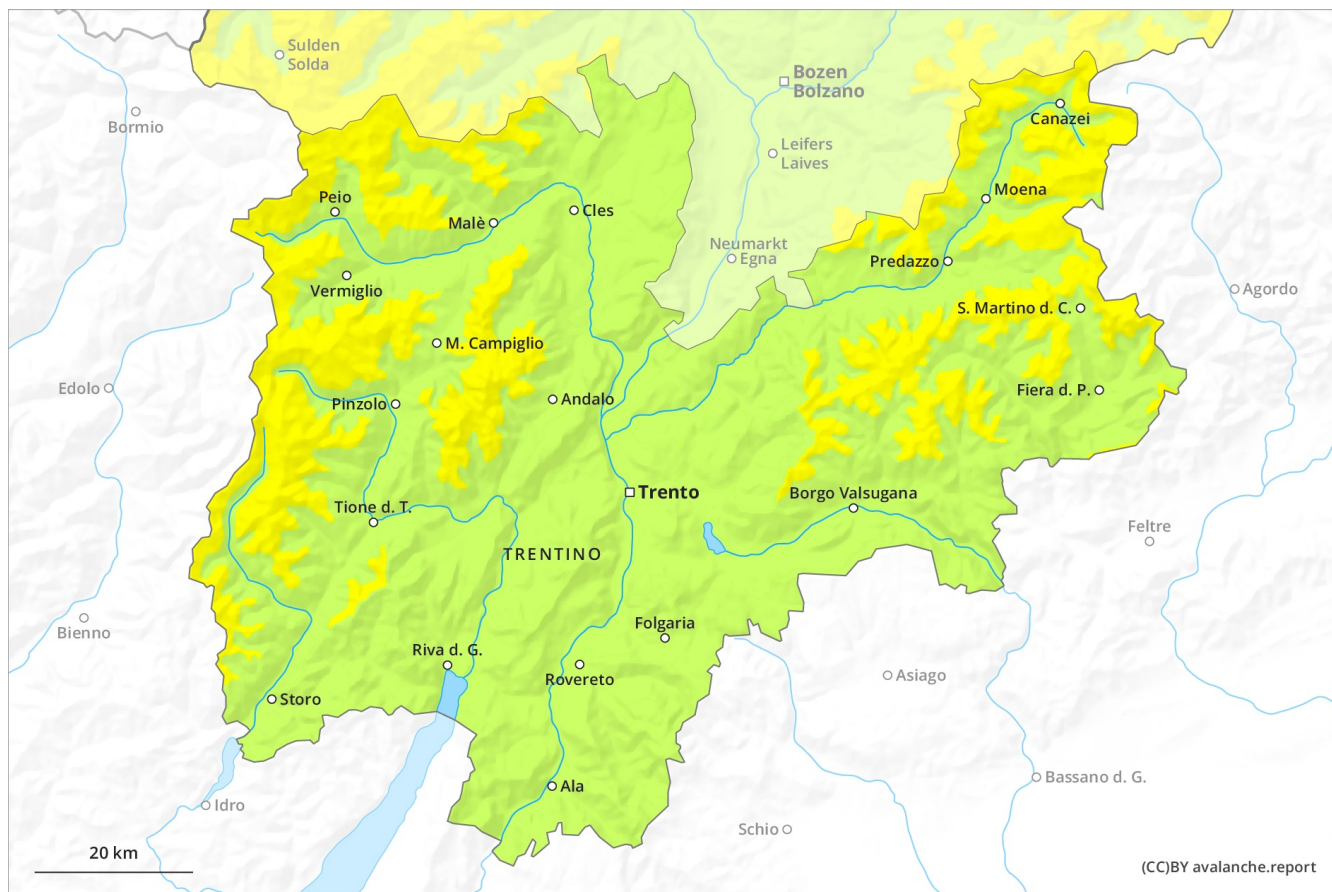 Sulden
Solda
Bozen
Bolzano
Canazei
Bormio
Leifers
Laives
Moena
Peio
Malè
Cles
Neumarkt
Egna
Predazzo
Vermiglio
Agordo
S. Martino d. C.
M. Campiglio
Edolo
Pinzolo
Andalo
Fiera d. P.
Trento
Borgo Valsugana
Tione d. T.
Feltre
TRENTINO
Bienno
Folgaria
Riva d. G.
Rovereto
Asiago
Storo
Bassano d. G.
Ala
Idro
Schio
20 km
(CC)BY avalanche.report